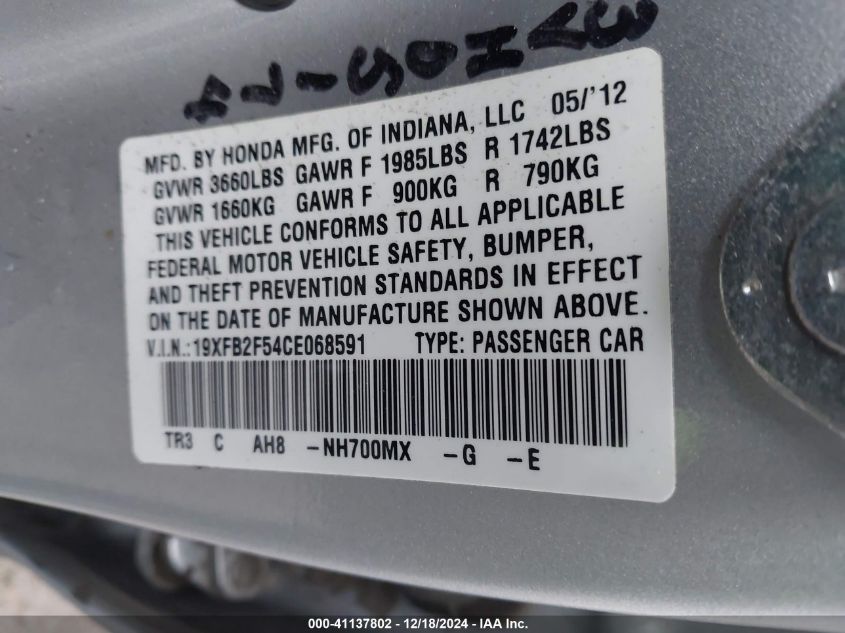 MFD. BY HONDA MFG. OF INDIANA, LLC 05/'12
GVWR 3660LBS GAWR F 1985LBS R 1742LBS
GVWR 1660KG GAWR F 900KG R 790KG
THIS VEHICLE CONFORMS TO ALL APPLICABLE
FEDERAL MOTOR VEHICLE SAFETY, BUMPER,
AND THEFT PREVENTION STANDARDS IN EFFECT
ON THE DATE OF MANUFACTURE SHOWN ABOVE.
V.I.N.:19XFB2F54CE068591 TYPE: PASSENGER CAR
TR3 C AH8 -NH700MX -G -E
000-41137802 - 12/18/2024 - IAA Inc.